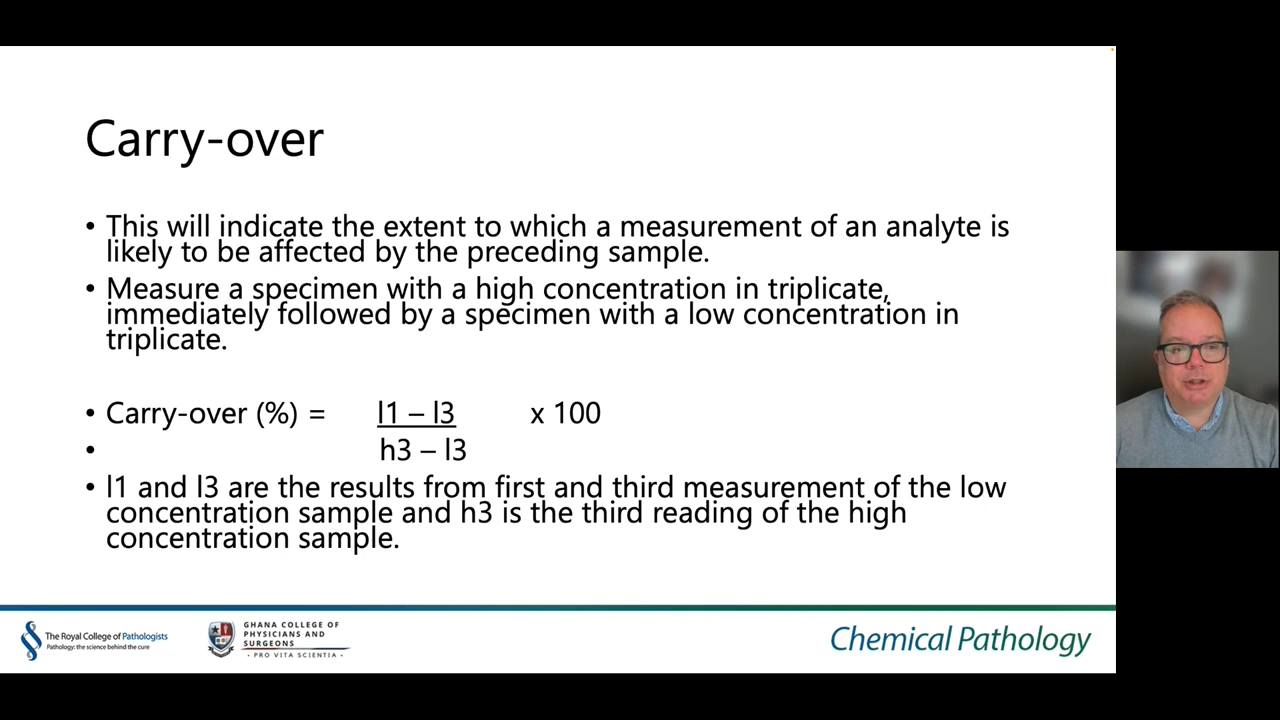 Carry-over
• This will indicate the extent to which a measurement of an analyte is
likely to be affected by the preceding sample.
• Measure a specimen with a high concentration in triplicate,
immediately followed by a specimen with a low concentration in
triplicate.
• Carry-over (%) = l1 – l3 x 100
• h3 – l3
• l1 and l3 are the results from first and third measurement of the low
concentration sample and h3 is the third reading of the high
concentration sample.
The Royal College of Pathologists
Pathology: the science behind the cure
GHANA COLLEGE OF
PHYSICIANS AND
SURGEONS
• PRO VITA SCIENTIA •
Chemical Pathology